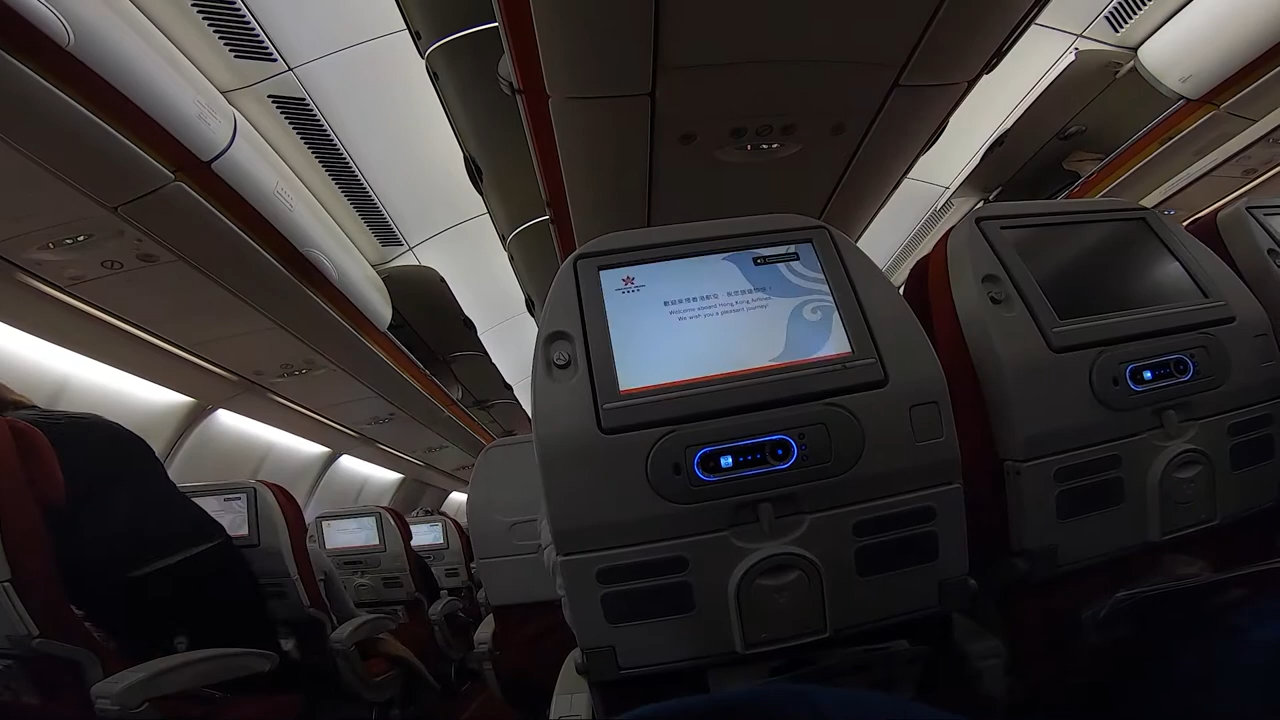 歡迎乘搭香港航空，祝您旅途愉快！
Welcome aboard Hong Kong Airlines.
We wish you a pleasant journey!